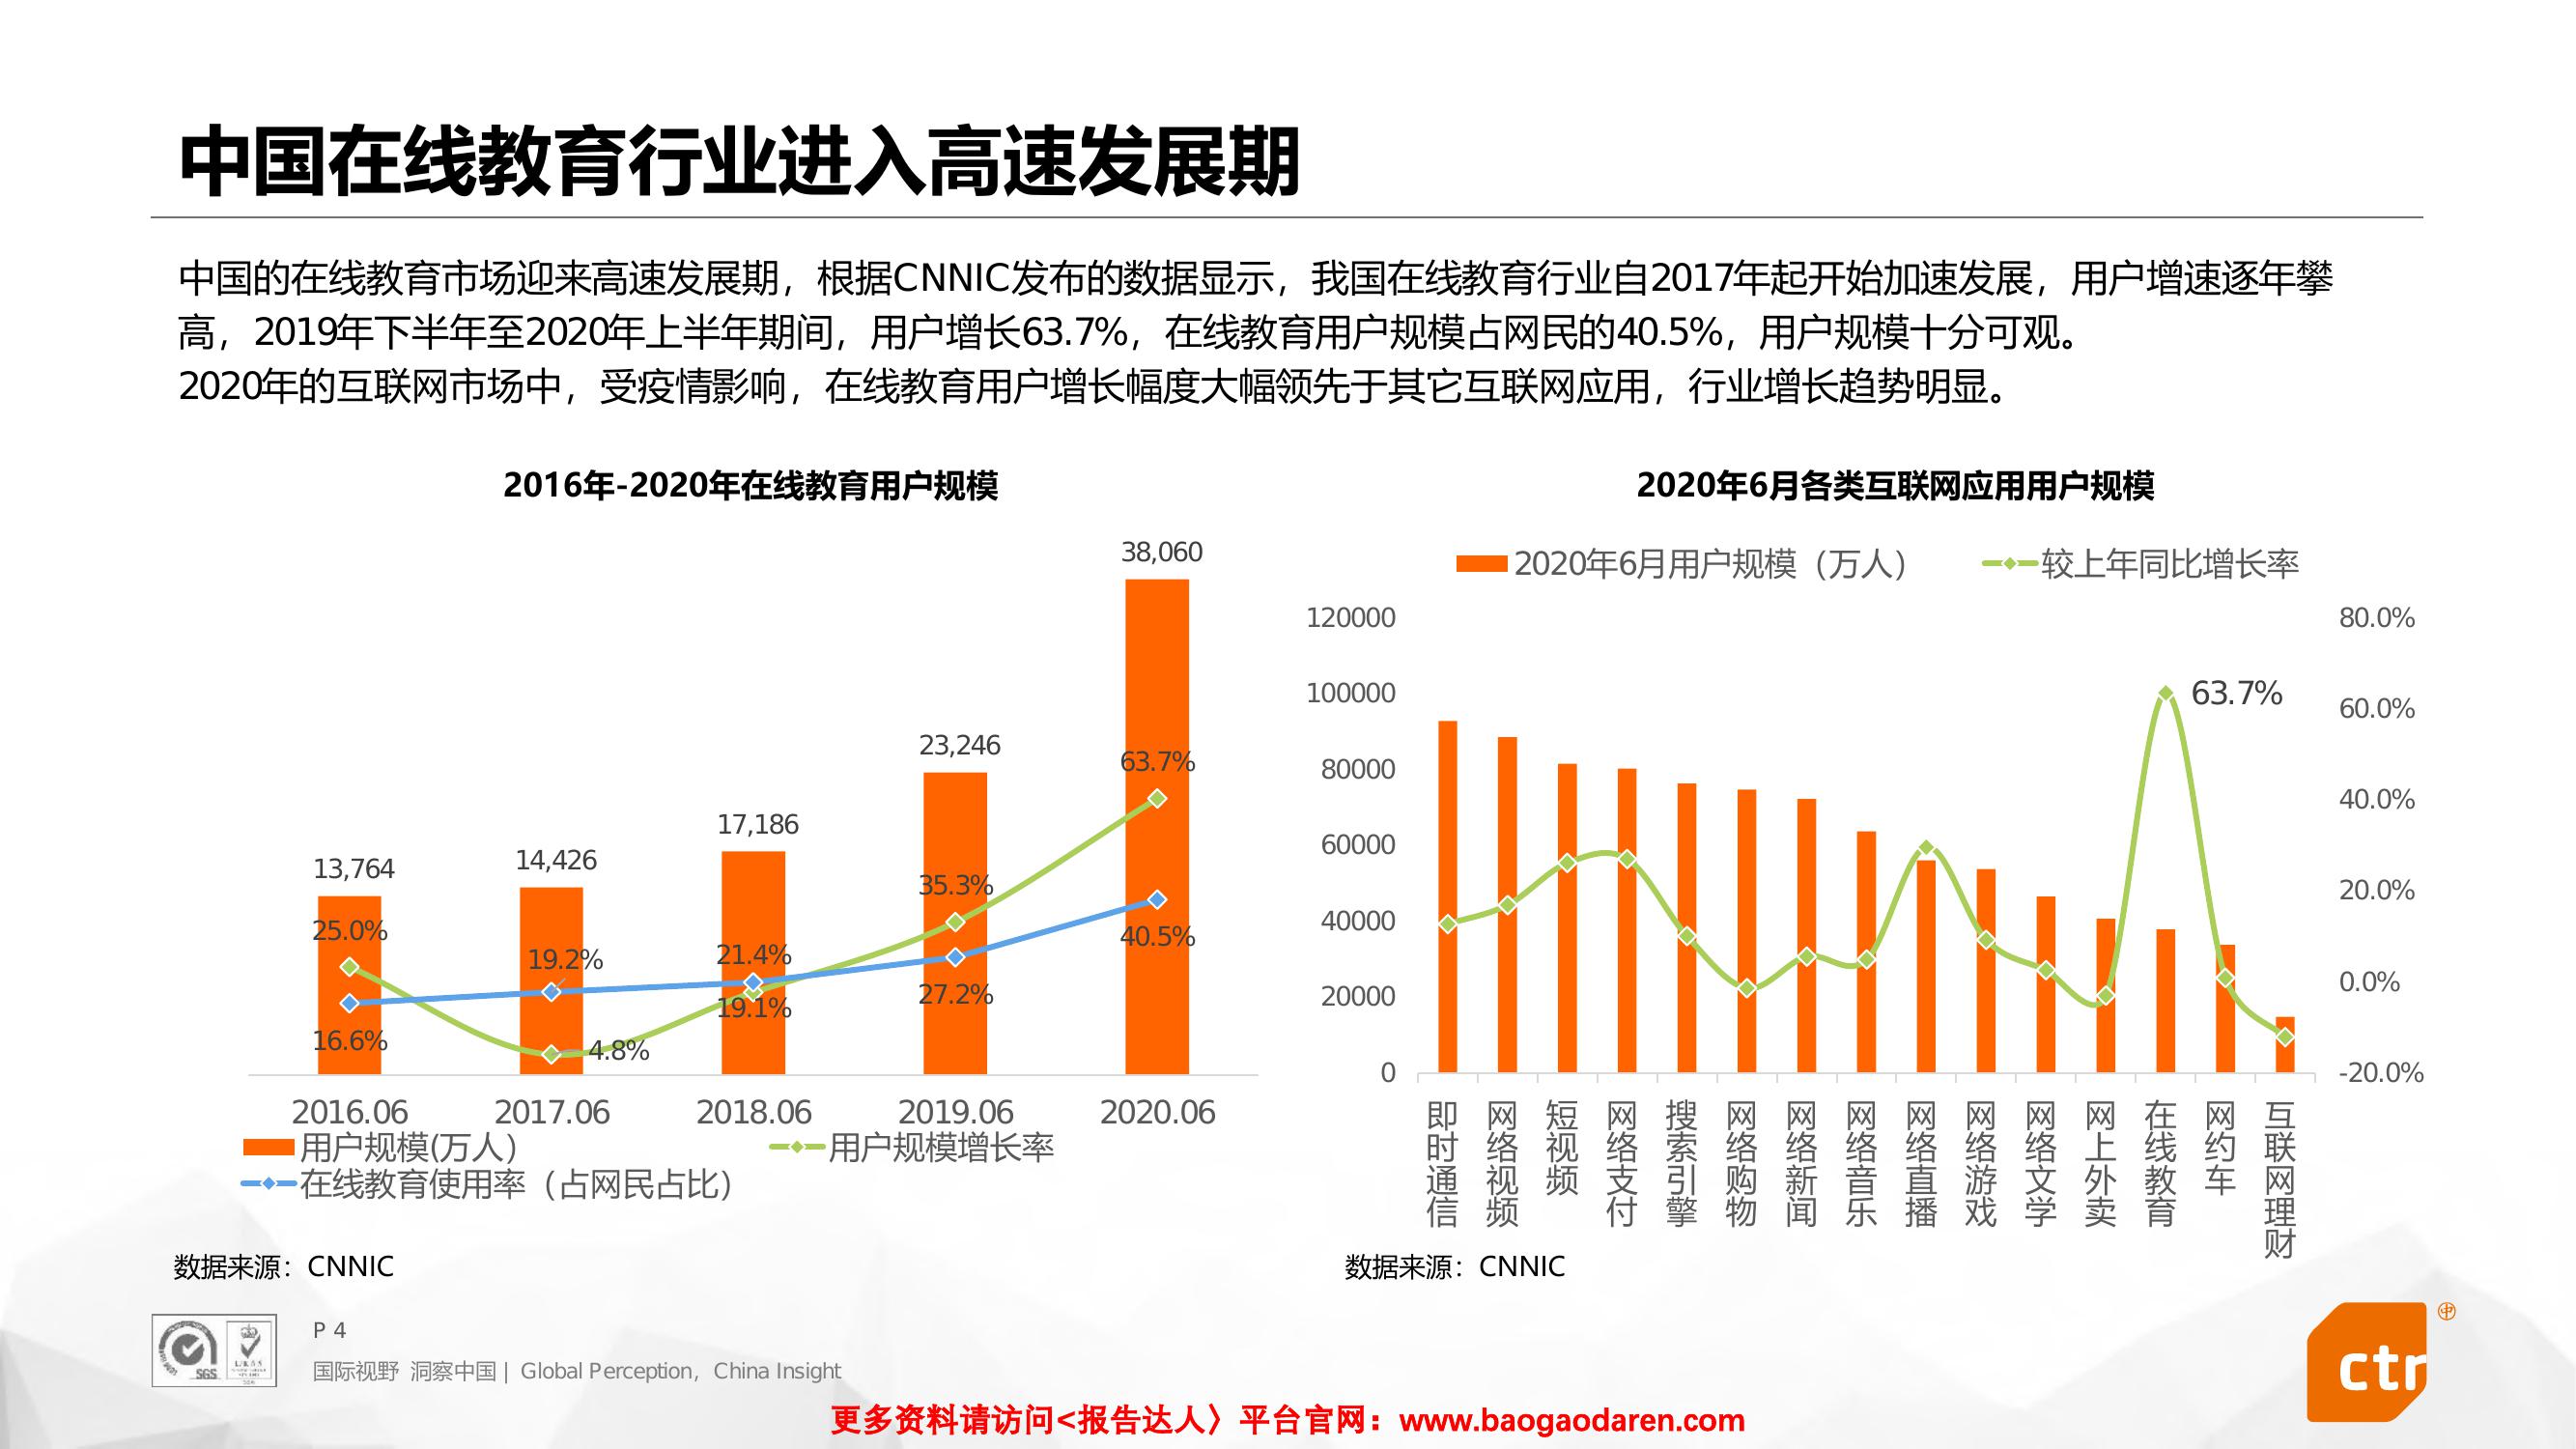 中国在线教育行业进入高速发展期
中国的在线教育市场迎来高速发展期，根据CNNIC发布的数据显示，我国在线教育行业自2017年起开始加速发展，用户增速逐年攀
高，2019年下半年至2020年上半年期间，用户增长63.7%，在线教育用户规模占网民的40.5%，用户规模十分可观。
2020年的互联网市场中，受疫情影响，在线教育用户增长幅度大幅领先于其它互联网应用，行业增长趋势明显。
2016年-2020年在线教育用户规模
38,060
23,246
63.7%
17,186
13,764
14,426
35.3%
25.0%
40.5%
19.2%
21.4%
27.2%
19.1%
16.6%
4.8%
2016.06
2017.06
2018.06
2019.06
2020.06
用户规模(万人）
用户规模增长率
在线教育使用率（占网民占比）
数据来源：CNNIC
2020年6月各类互联网应用用户规模
2020年6月用户规模（万人）
较上年同比增长率
120000
100000
80000
60000
40000
20000
0
80.0%
60.0%
40.0%
20.0%
0.0%
-20.0%
63.7%
即时通信
网络视频
短视频
网络支付
搜索引擎
网络购物
网络新闻
网络音乐
网络直播
网络游戏
网络文学
网上外卖
在线教育
网约车
互联网理财
数据来源：CNNIC
SGS
P 4
国际视野 洞察中国 | Global Perception, China Insight
ctr
中
更多资料请访问<报告达人〉平台官网：www.baogaodaren.com